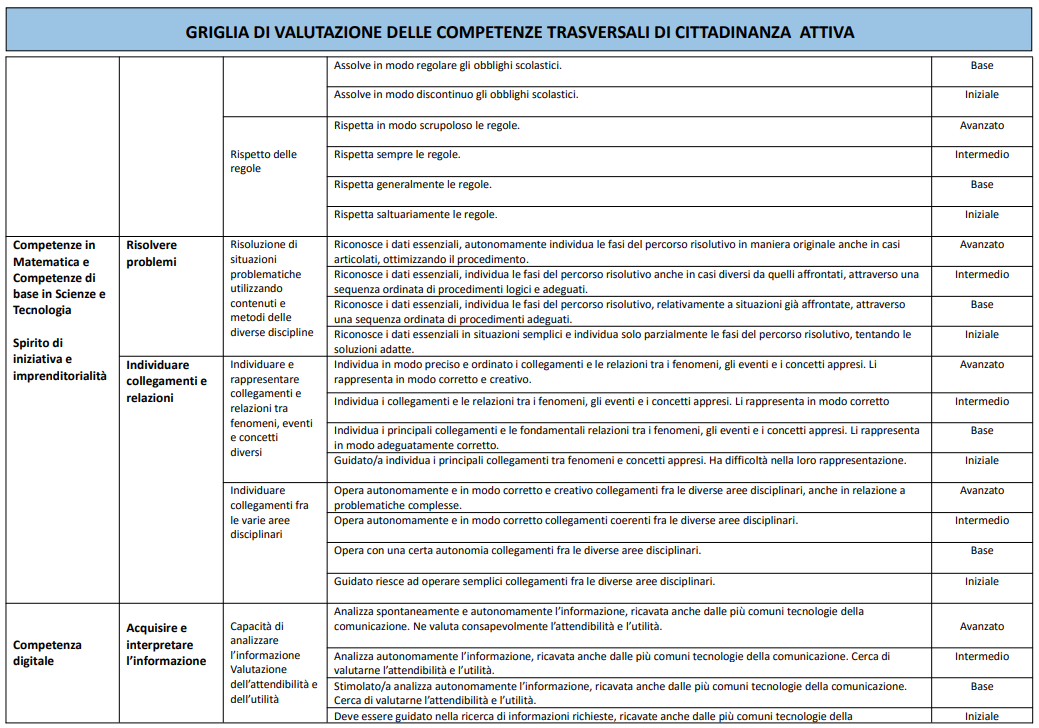 GRIGLIA DI VALUTAZIONE DELLE COMPETENZE TRASVERSALI DI CITTADINANZA ATTIVA
Assolve in modo regolare gli obblighi scolastici.
Base
Assolve in modo discontinuo gli obblighi scolastici.
Iniziale
Rispetto delle
regole
Rispetta in modo scrupoloso le regole.
Avanzato
Rispetta sempre le regole.
Intermedio
Rispetta generalmente le regole.
Base
Rispetta saltuariamente le regole.
Iniziale
Competenze in
Matematica e
Competenze di
base in Scienze e
Tecnologia
Spirito di
iniziativa e
imprenditorialità
Risolvere
problemi
Risoluzione di
situazioni
problematiche
utilizzando
contenuti e
metodi delle
diverse discipline
Riconosce i dati essenziali, autonomamente individua le fasi del percorso risolutivo in maniera originale anche in casi
articolati, ottimizzando il procedimento.
Avanzato
Riconosce i dati essenziali, individua le fasi del percorso risolutivo anche in casi diversi da quelli affrontati, attraverso una
sequenza ordinata di procedimenti logici e adeguati.
Intermedio
Riconosce i dati essenziali, individua le fasi del percorso risolutivo, relativamente a situazioni già affrontate, attraverso
una sequenza ordinata di procedimenti adeguati.
Base
Riconosce i dati essenziali in situazioni semplici e individua solo parzialmente le fasi del percorso risolutivo, tentando le
soluzioni adatte.
Iniziale
Individuare
collegamenti e
relazioni
Individuare e
rappresentare
collegamenti e
relazioni tra
fenomeni, eventi
e concetti
diversi
Individua in modo preciso e ordinato i collegamenti e le relazioni tra i fenomeni, gli eventi e i concetti appresi. Li
rappresenta in modo corretto e creativo.
Avanzato
Individua i collegamenti e le relazioni tra i fenomeni, gli eventi e i concetti appresi. Li rappresenta in modo corretto
Intermedio
Individua i principali collegamenti e le fondamentali relazioni tra i fenomeni, gli eventi e i concetti appresi. Li rappresenta
in modo adeguatamente corretto.
Base
Guidato/a individua i principali collegamenti tra fenomeni e concetti appresi. Ha difficoltà nella loro rappresentazione.
Iniziale
Individuare
collegamenti fra
le varie aree
disciplinari
Opera autonomamente e in modo corretto e creativo collegamenti fra le diverse aree disciplinari, anche in relazione a
problematiche complesse.
Avanzato
Opera autonomamente e in modo corretto collegamenti coerenti fra le diverse aree disciplinari.
Intermedio
Opera con una certa autonomia collegamenti fra le diverse aree disciplinari.
Base
Guidato riesce ad operare semplici collegamenti fra le diverse aree disciplinari.
Iniziale
Competenza
digitale
Acquisire e
interpretare
l'informazione
Capacità di
analizzare
l'informazione
Valutazione
dell'attendibilità e
dell'utilità
Analizza spontaneamente e autonomamente l'informazione, ricavata anche dalle più comuni tecnologie della
comunicazione. Ne valuta consapevolmente l'attendibilità e l'utilità.
Avanzato
Analizza autonomamente l'informazione, ricavata anche dalle più comuni tecnologie della comunicazione. Cerca di
valutarne l'attendibilità e l'utilità.
Intermedio
Stimolato/a analizza autonomamente l'informazione, ricavata anche dalle più comuni tecnologie della comunicazione.
Cerca di valutarne l'attendibilità e l'utilità.
Base
Deve essere guidato nella ricerca di informazioni richieste, ricavate anche dalle più comuni tecnologie della
Iniziale